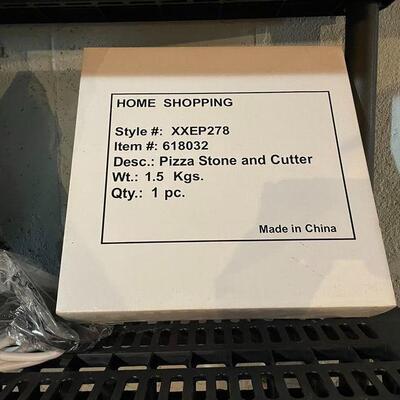 HOME SHOPPING
Style #: XXEP278
Item #: 618032
Desc.: Pizza Stone and Cutter
Wt.: 1.5 Kgs.
Qty.: 1 pc.
Made in China